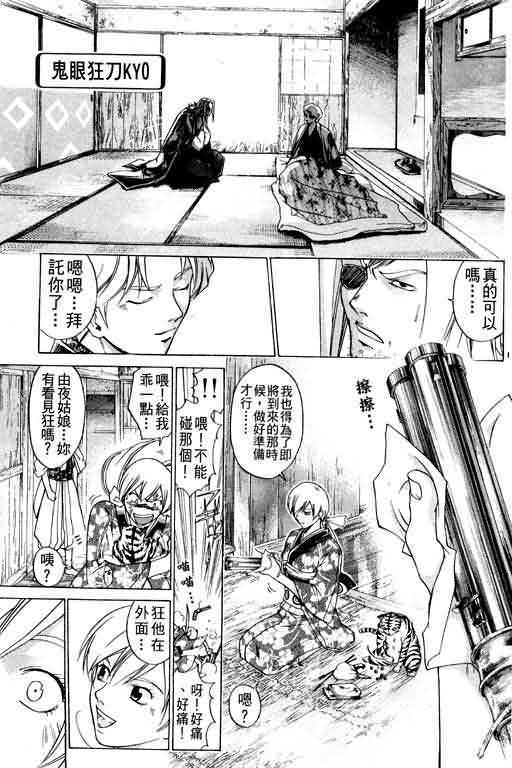 鬼眼狂刀KYO
真的可以
嗎……
嗯嗯…拜
託你了…
擦…
擦…
我也得為了即
將到來的那時
候，做好準備
才行…
嗯？
喂！不能
碰那個！
!!
喵
喵
呀！好痛
、好痛！
喂！給我
乖一點…
由夜姑娘…妳
有看見狂嗎？
咦？
狂他在
外面…